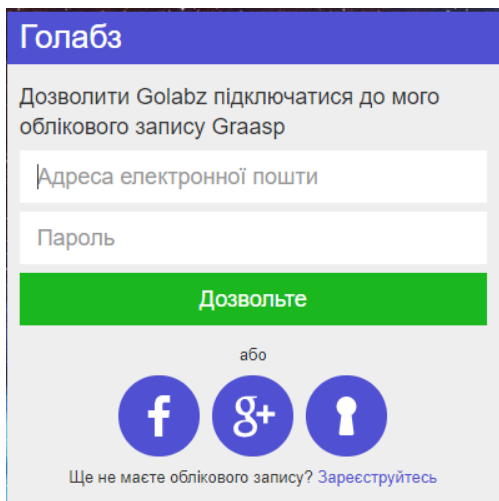 Голабз
Дозволити Golabz підключатися до мого
облікового запису Graasp
Адреса електронної пошти
Пароль
Дозвольте
або
f g+
Ще не маєте облікового запису? Зареєструйтесь